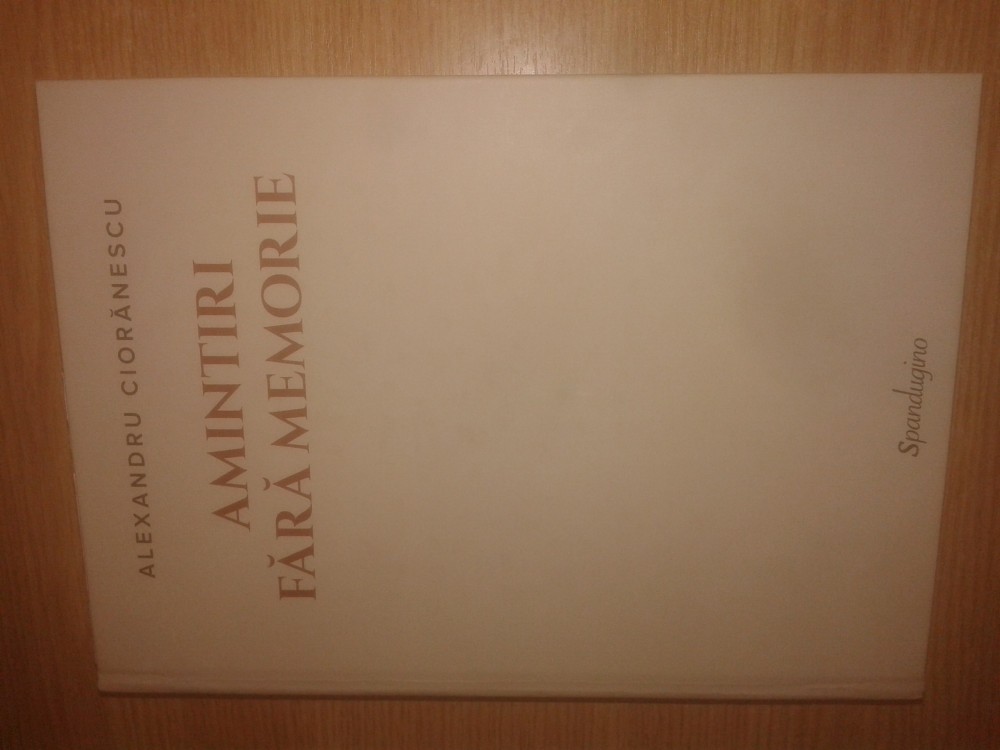 ALEXANDRU CIORĂNESCU
AMINTIRI
FĂRĂ MEMORIE
Spandugino